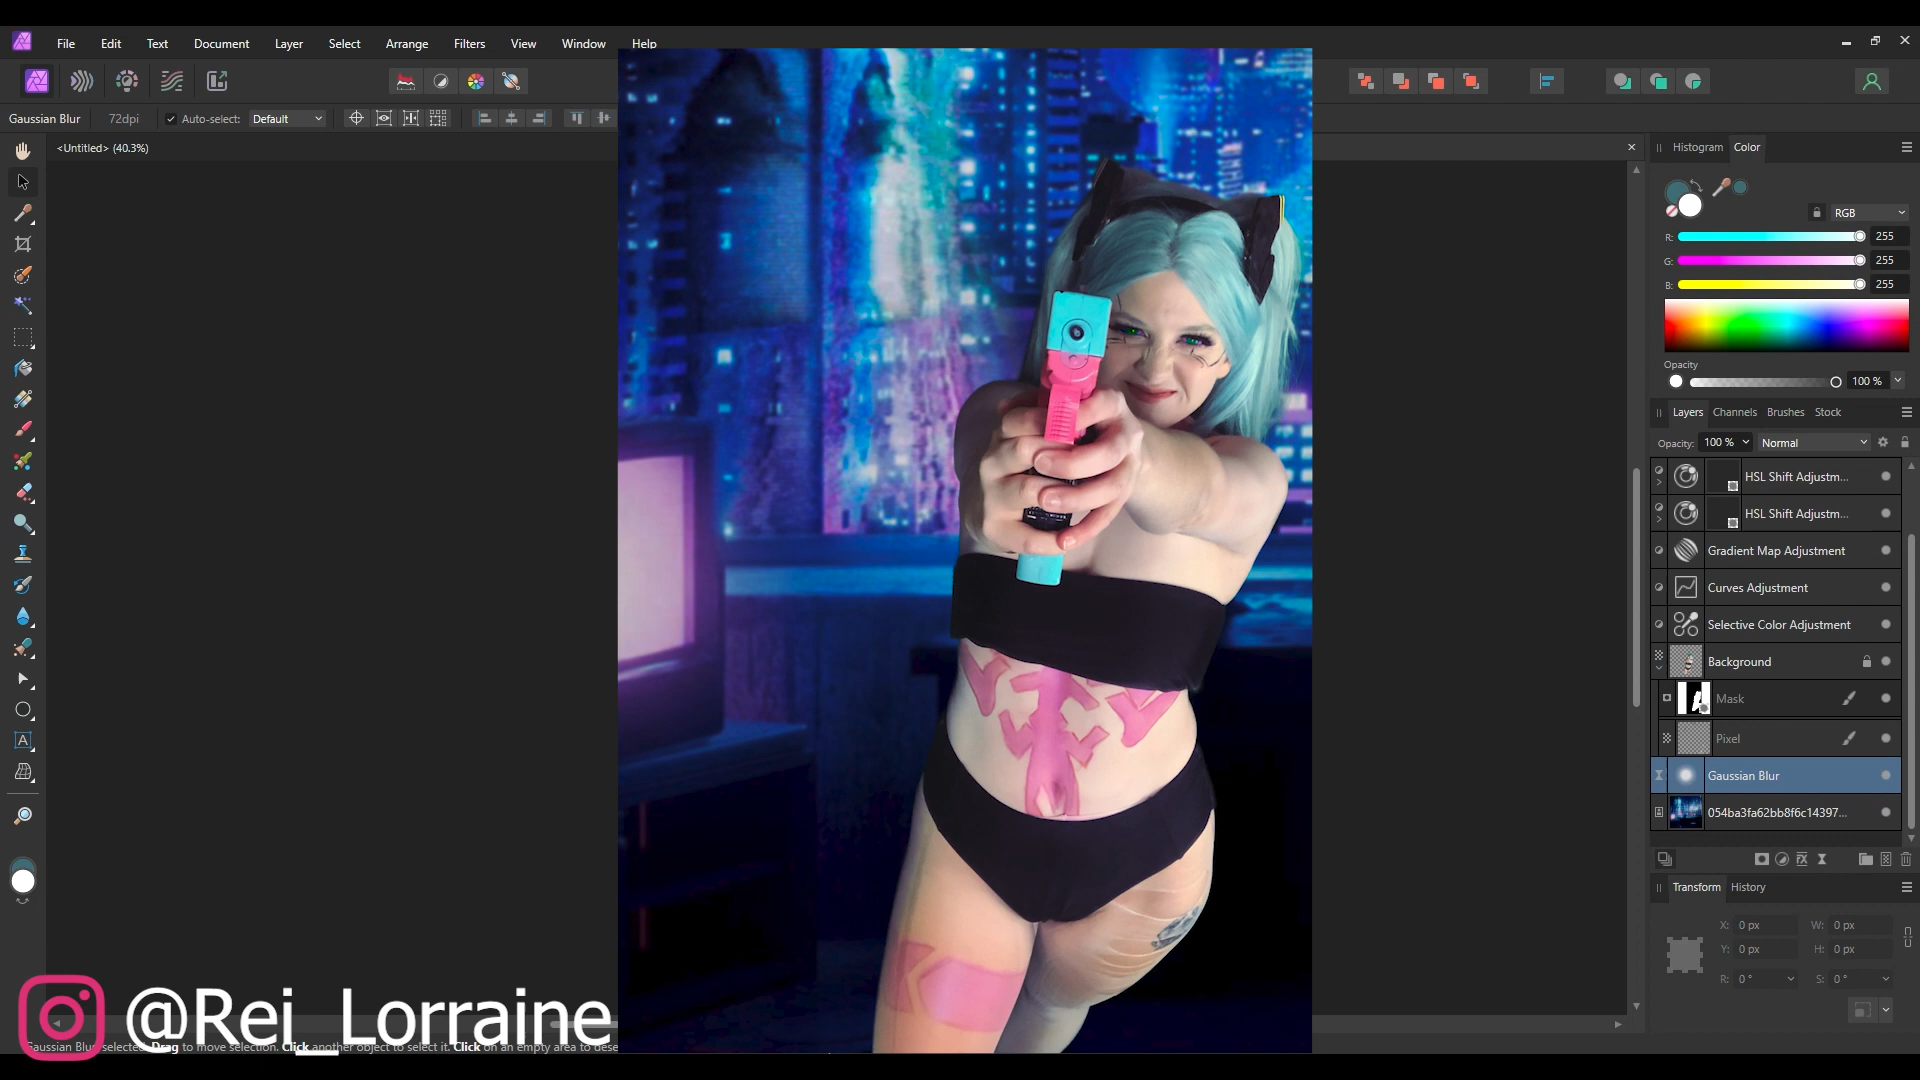 File Edit Text Document Layer Select Arrange Filters View Window Help
Gaussian Blur 72dpi Auto-select: Default
<Untitled> (40.3%)
Histogram Color
RGB
R: 255
G: 255
B: 255
Opacity
100 %
Layers Channels Brushes Stock
Opacity: 100 % Normal
HSL Shift Adjustm...
HSL Shift Adjustm...
Gradient Map Adjustment
Curves Adjustment
Selective Color Adjustment
Background
Mask
Pixel
Gaussian Blur
054ba3fa62bb8f6c14397...
Transform History
X: 0 px W: 0 px
Y: 0 px H: 0 px
R: 0 ° S: 0 °
@Rei_Lorraine
Gaussian Blur selected. Drag to move selection. Click another object to select it. Click on an empty area to dese